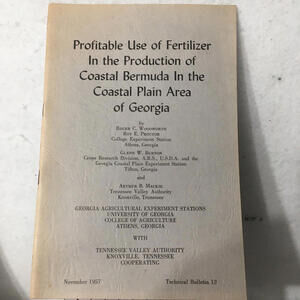 Profitable Use of Fertilizer
In the Production of
Coastal Bermuda In the
Coastal Plain Area
of Georgia
by
Roger C. Woodworth
Roy E. Proctor
College Experiment Station
Athens, Georgia
Glenn W. Burton
Crops Research Division, A.R.S., U.S.D.A. and the
Georgia Coastal Plain Experiment Station
Tifton, Georgia
and
Arthur B. Mackie
Tennessee Valley Authority
Knoxville, Tennessee
GEORGIA AGRICULTURAL EXPERIMENT STATIONS
UNIVERSITY OF GEORGIA
COLLEGE OF AGRICULTURE
ATHENS, GEORGIA
WITH
TENNESSEE VALLEY AUTHORITY
KNOXVILLE, TENNESSEE
COOPERATING
November 1957 Technical Bulletin 13